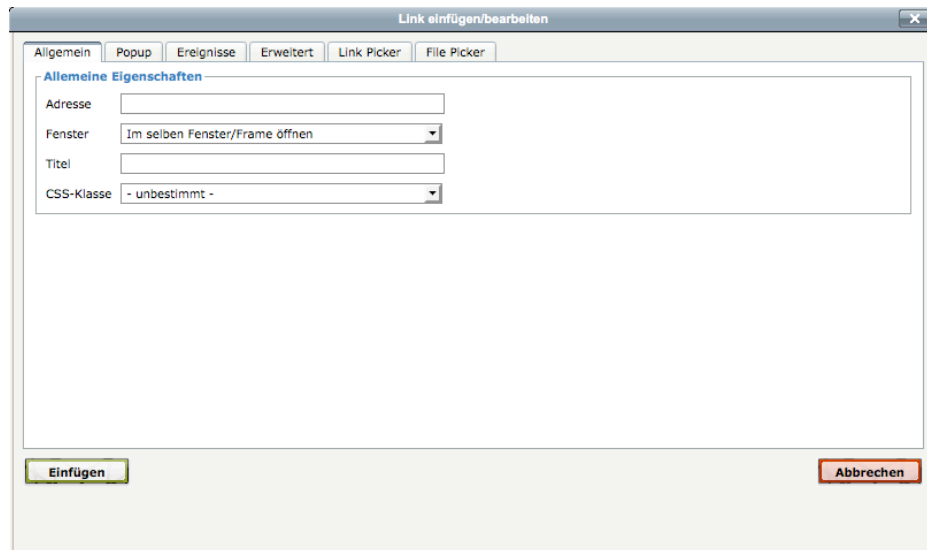 Link einfügen/bearbeiten
Allgemein Popup Ereignisse Erweitert Link Picker File Picker
Allemeine Eigenschaften
Adresse
Fenster Im selben Fenster/Frame öffnen
Titel
CSS-Klasse - unbestimmt -
Einfügen Abbrechen